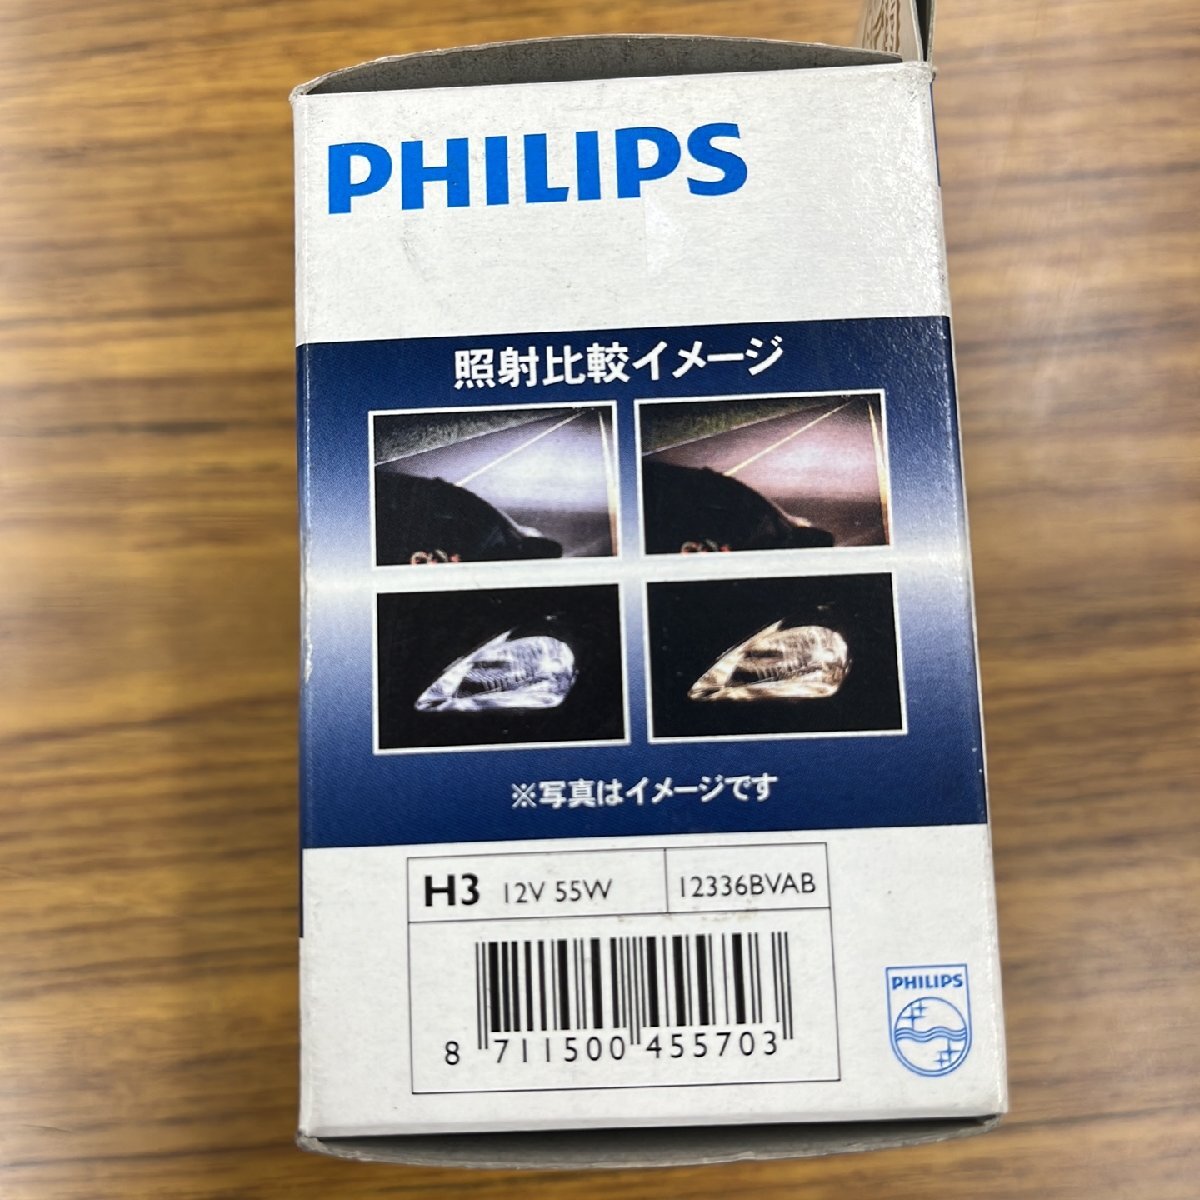 PHILIPS
照射比較イメージ
※写真はイメージです
H3 12V 55W 12336BVAB
8 711500 455703
PHILIPS